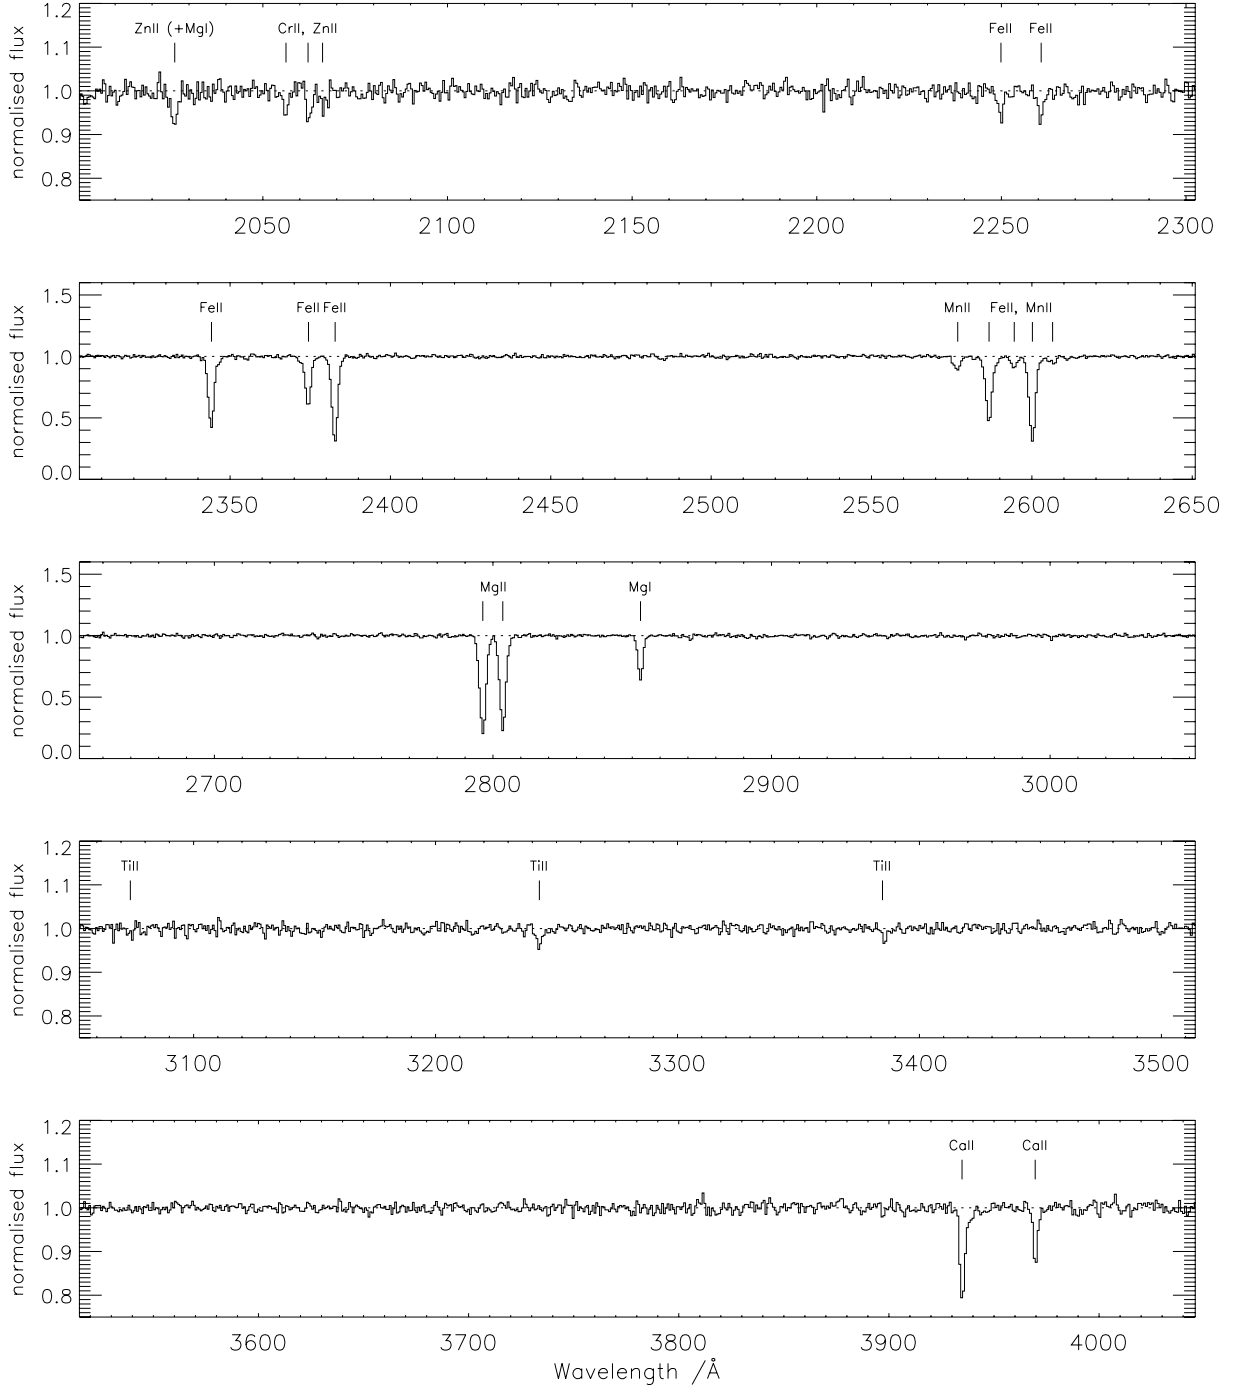 ZnII (+MgI) CrII, ZnII FeII FeII
normalised flux
1.2
1.1
1.0
0.9
0.8
2050 2100 2150 2200 2250 2300
FeII FeII FeII MnII FeII, MnII
normalised flux
1.5
1.0
0.5
0.0
2350 2400 2450 2500 2550 2600 2650
MgII MgI
normalised flux
1.5
1.0
0.5
0.0
2700 2800 2900 3000
TiII TiII TiII
normalised flux
1.2
1.1
1.0
0.9
0.8
3100 3200 3300 3400 3500
CaII CaII
normalised flux
1.2
1.1
1.0
0.9
0.8
3600 3700 3800 3900 4000
Wavelength /Å